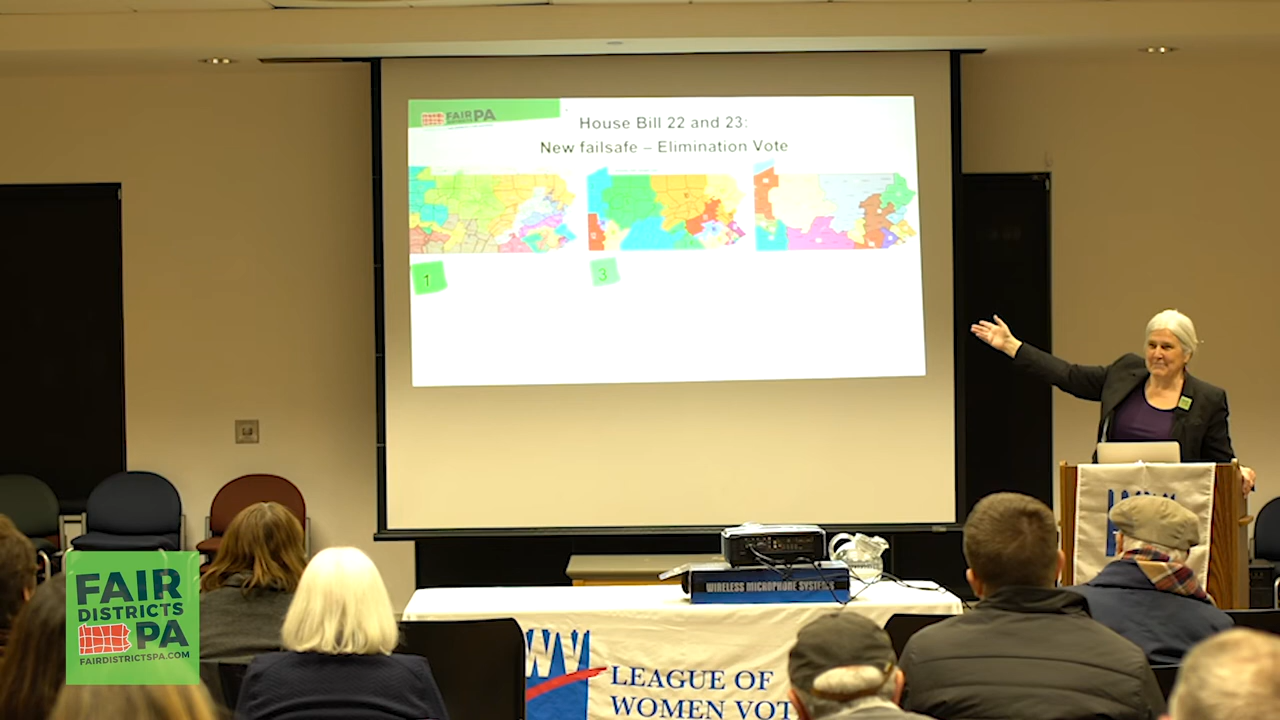 FAIR
DISTRICTS PA
House Bill 22 and 23:
New failsafe – Elimination Vote
1
3
WIRELESS MICROPHONE SYSTEM
LEAGUE OF
WOMEN VOT
FAIR
DISTRICTS
PA
FAIRDISTRICTSPA.COM